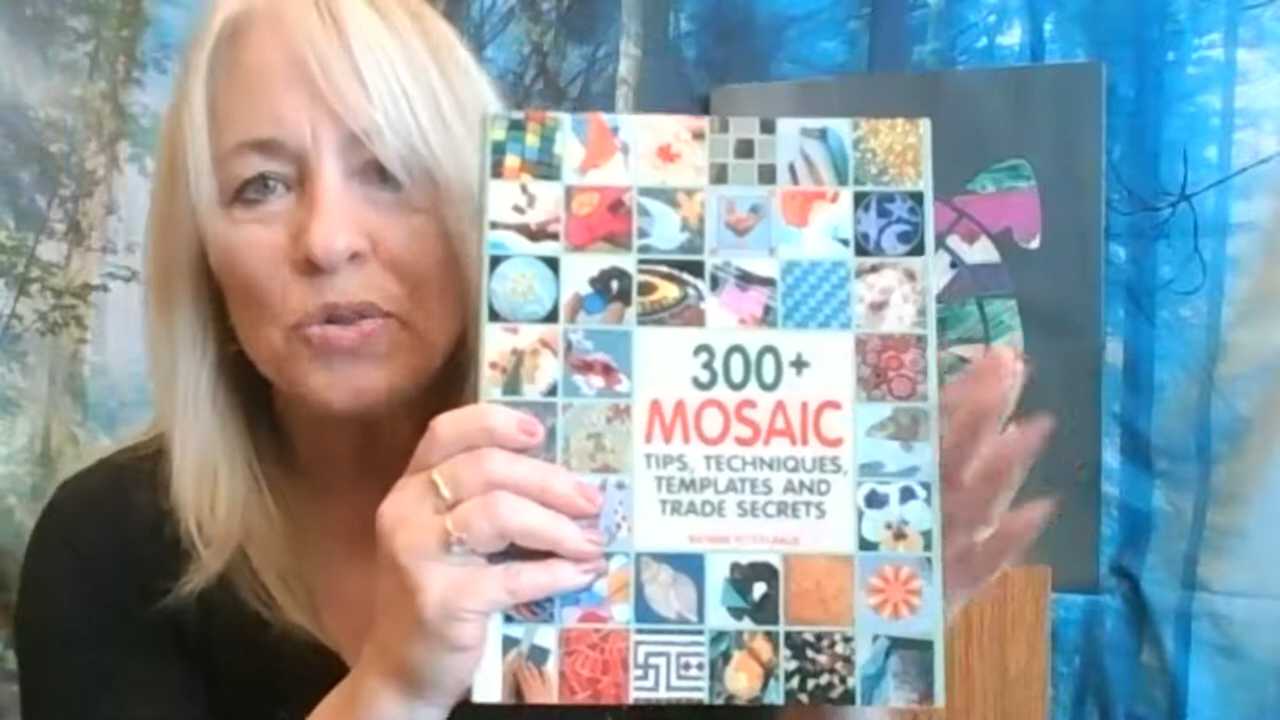 300+
MOSAIC
TIPS, TECHNIQUES,
TEMPLATES AND
TRADE SECRETS